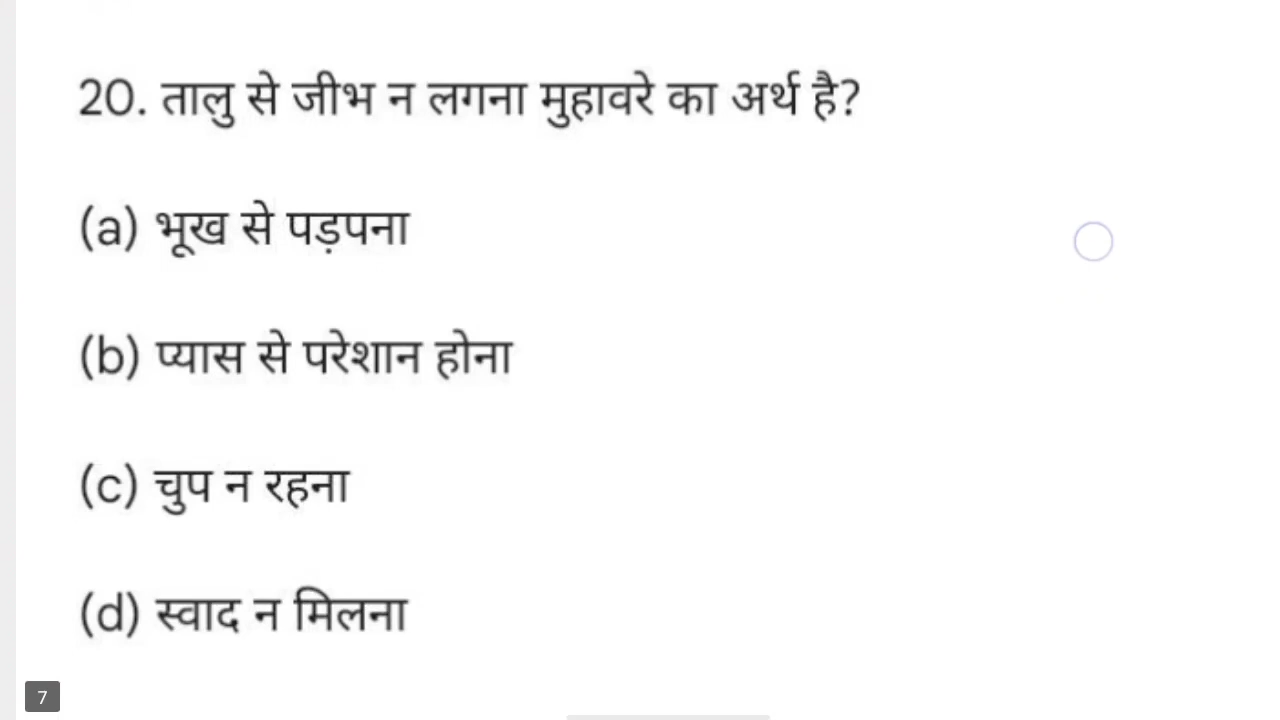 20. तालु से जीभ न लगना मुहावरे का अर्थ है?
(a) भूख से पड़पना
(b) प्यास से परेशान होना
(c) चुप न रहना
(d) स्वाद न मिलना
7